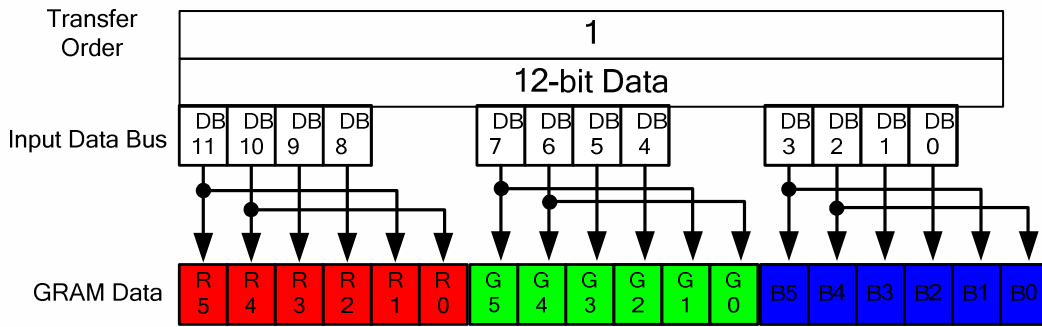 Transfer
Order
1
12-bit Data
Input Data Bus
DB DB DB DB DB DB DB DB DB DB DB DB
11 10 9 8 7 6 5 4 3 2 1 0
GRAM Data
R R R R R R G G G G G G
5 4 3 2 1 0 5 4 3 2 1 0 B5 B4 B3 B2 B1 B0